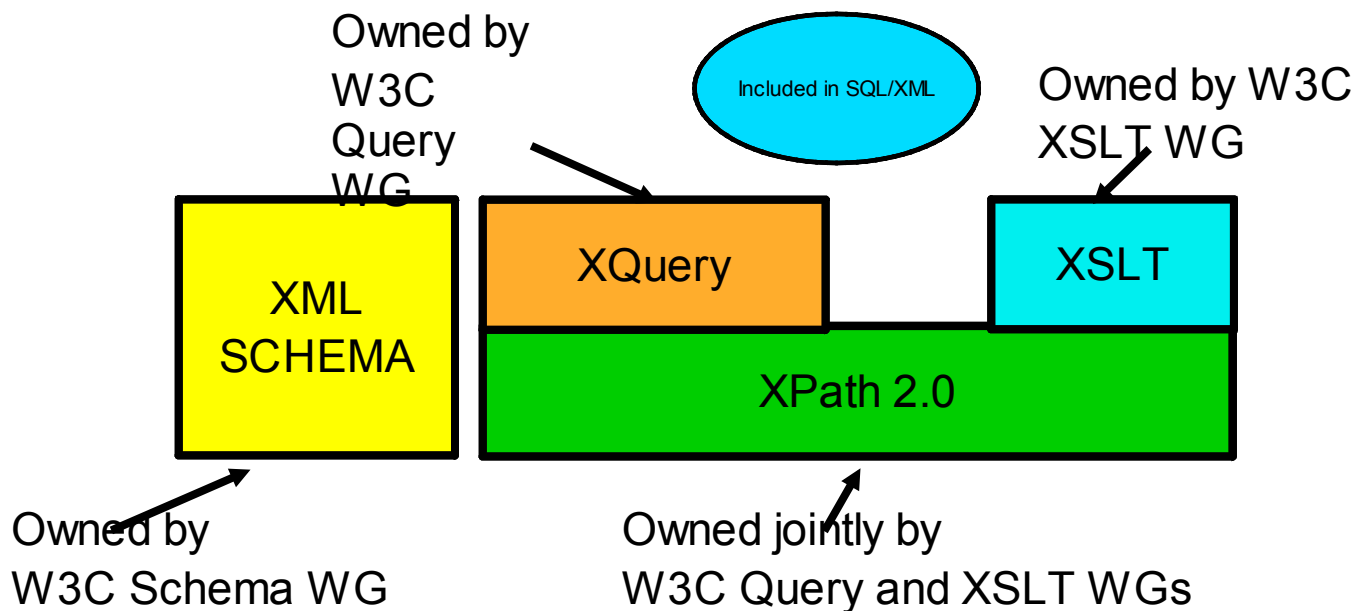 Owned by
W3C
Query
WG
Included in SQL/XML
Owned by W3C
XSLT WG
XML
SCHEMA
XQuery
XSLT
XPath 2.0
Owned by
W3C Schema WG
Owned jointly by
W3C Query and XSLT WGs